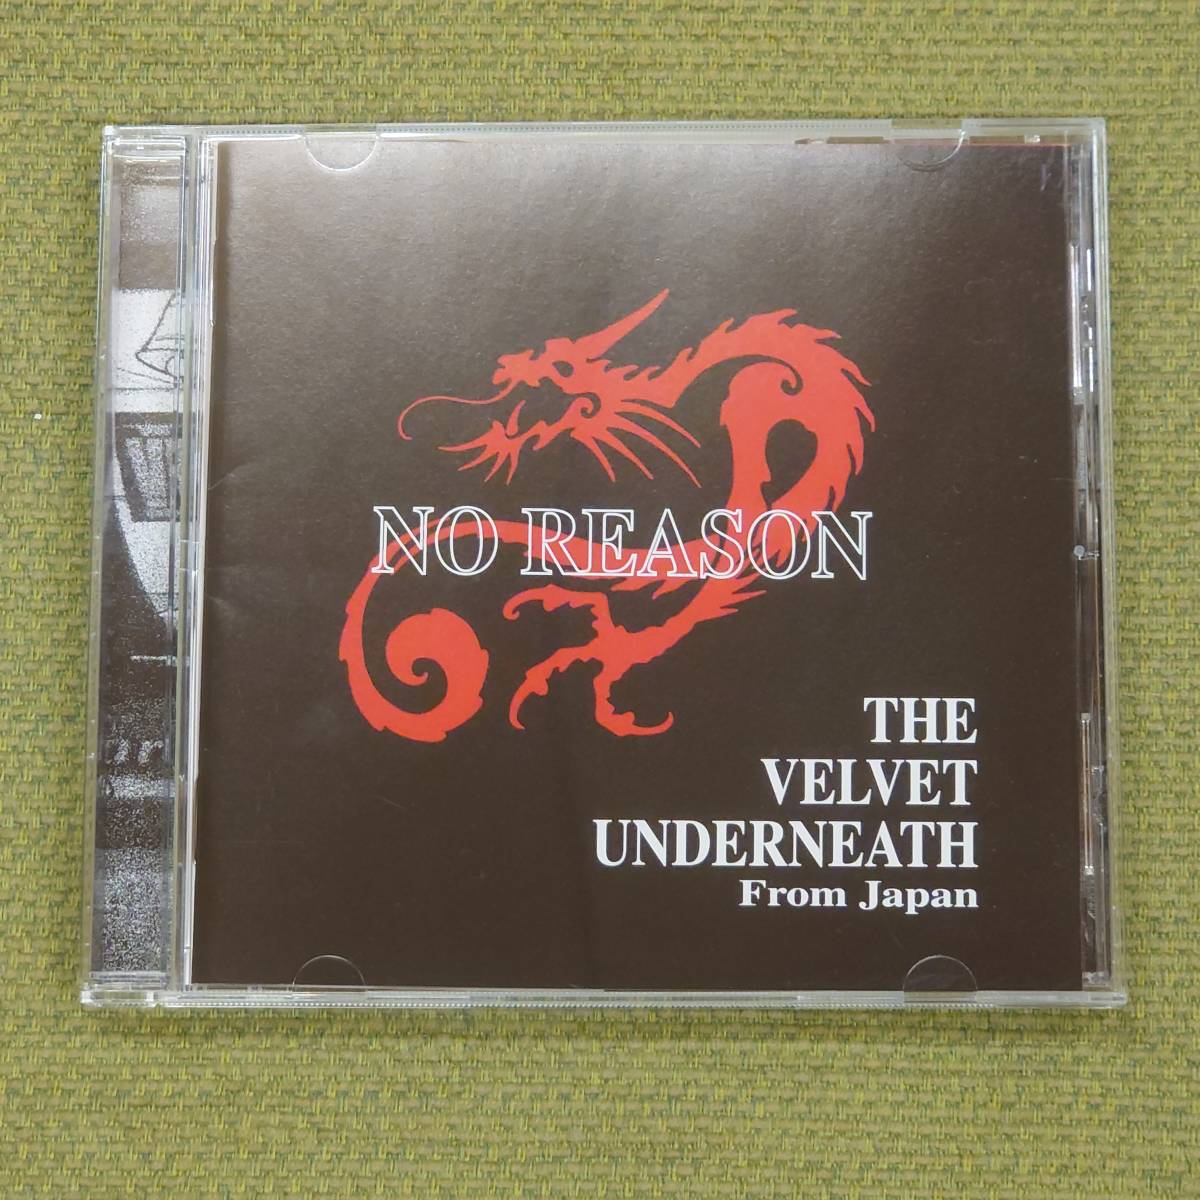 NO REASON
THE
VELVET
UNDERNEATH
From Japan